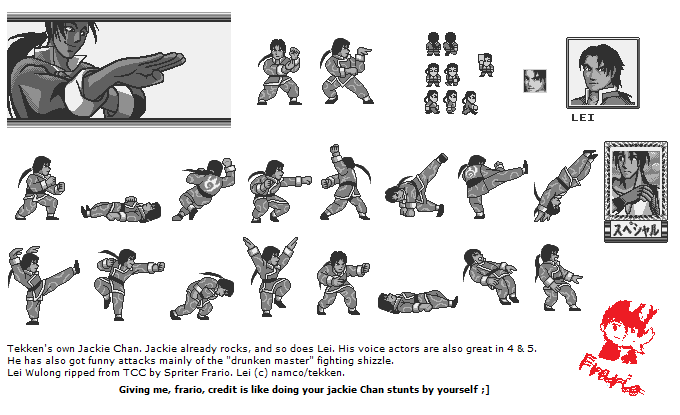 LEI
スペシャル
Tekken's own Jackie Chan. Jackie already rocks, and so does Lei. His voice actors are also great in 4 & 5.
He has also got funny attacks mainly of the "drunken master" fighting shizzle.
Lei Wulong ripped from TCC by Spriter Frario. Lei (c) namco/tekken.
Giving me, frario, credit is like doing your jackie Chan stunts by yourself ;]
Frario